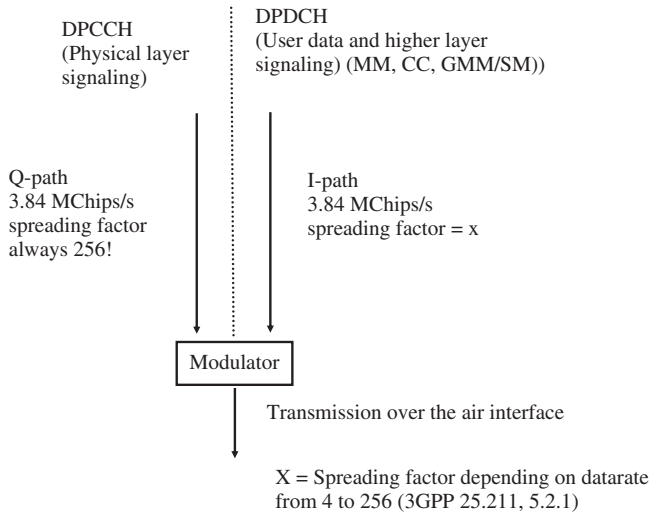 DPCCH
(Physical layer
signaling)
DPDCH
(User data and higher layer
signaling) (MM, CC, GMM/SM))
Q-path
3.84 MChips/s
spreading factor
always 256!
I-path
3.84 MChips/s
spreading factor = x
Modulator
Transmission over the air interface
X = Spreading factor depending on datarate
from 4 to 256 (3GPP 25.211, 5.2.1)